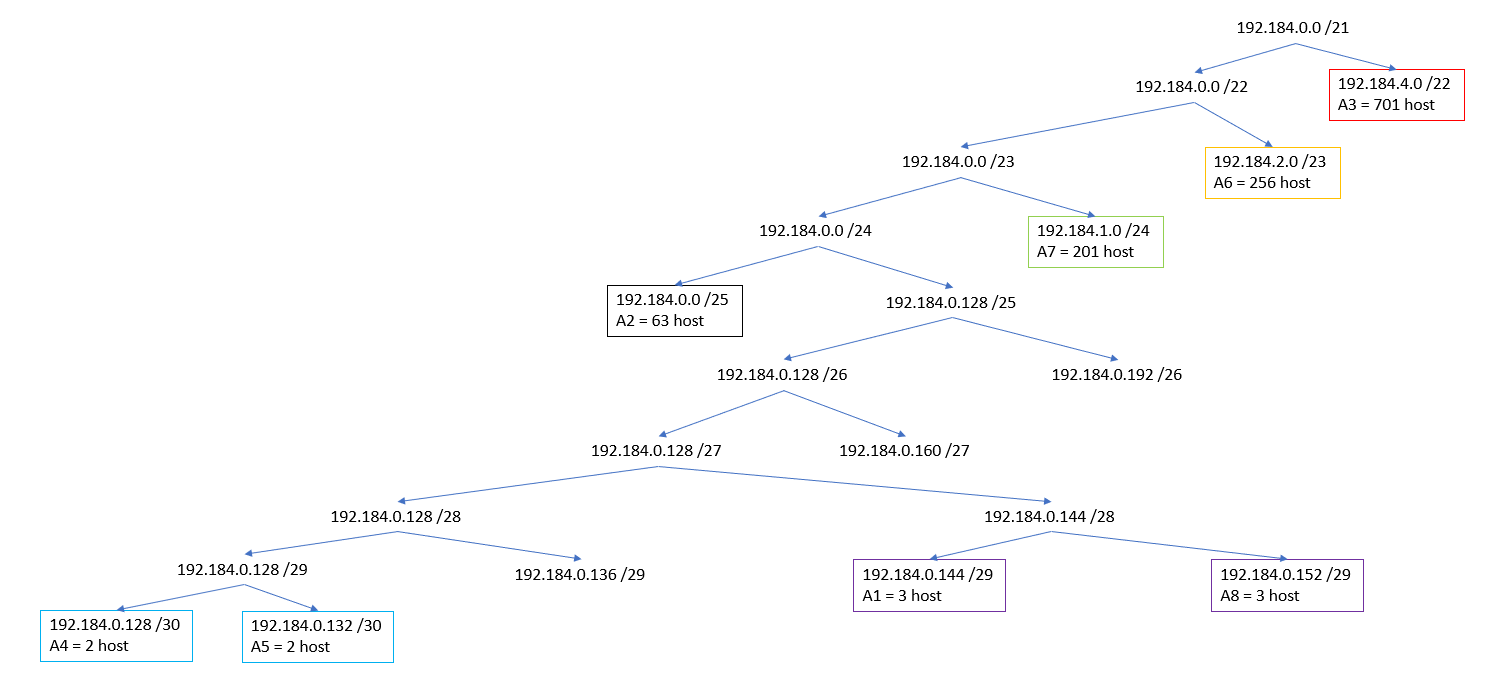 192.184.0.0 /21
192.184.0.0 /22
192.184.4.0 /22
A3 = 701 host
192.184.0.0 /23
192.184.2.0 /23
A6 = 256 host
192.184.0.0 /24
192.184.1.0 /24
A7 = 201 host
192.184.0.0 /25
A2 = 63 host
192.184.0.128 /25
192.184.0.128 /26
192.184.0.192 /26
192.184.0.128 /27
192.184.0.160 /27
192.184.0.128 /28
192.184.0.144 /28
192.184.0.128 /29
192.184.0.136 /29
192.184.0.144 /29
A1 = 3 host
192.184.0.152 /29
A8 = 3 host
192.184.0.128 /30
A4 = 2 host
192.184.0.132 /30
A5 = 2 host